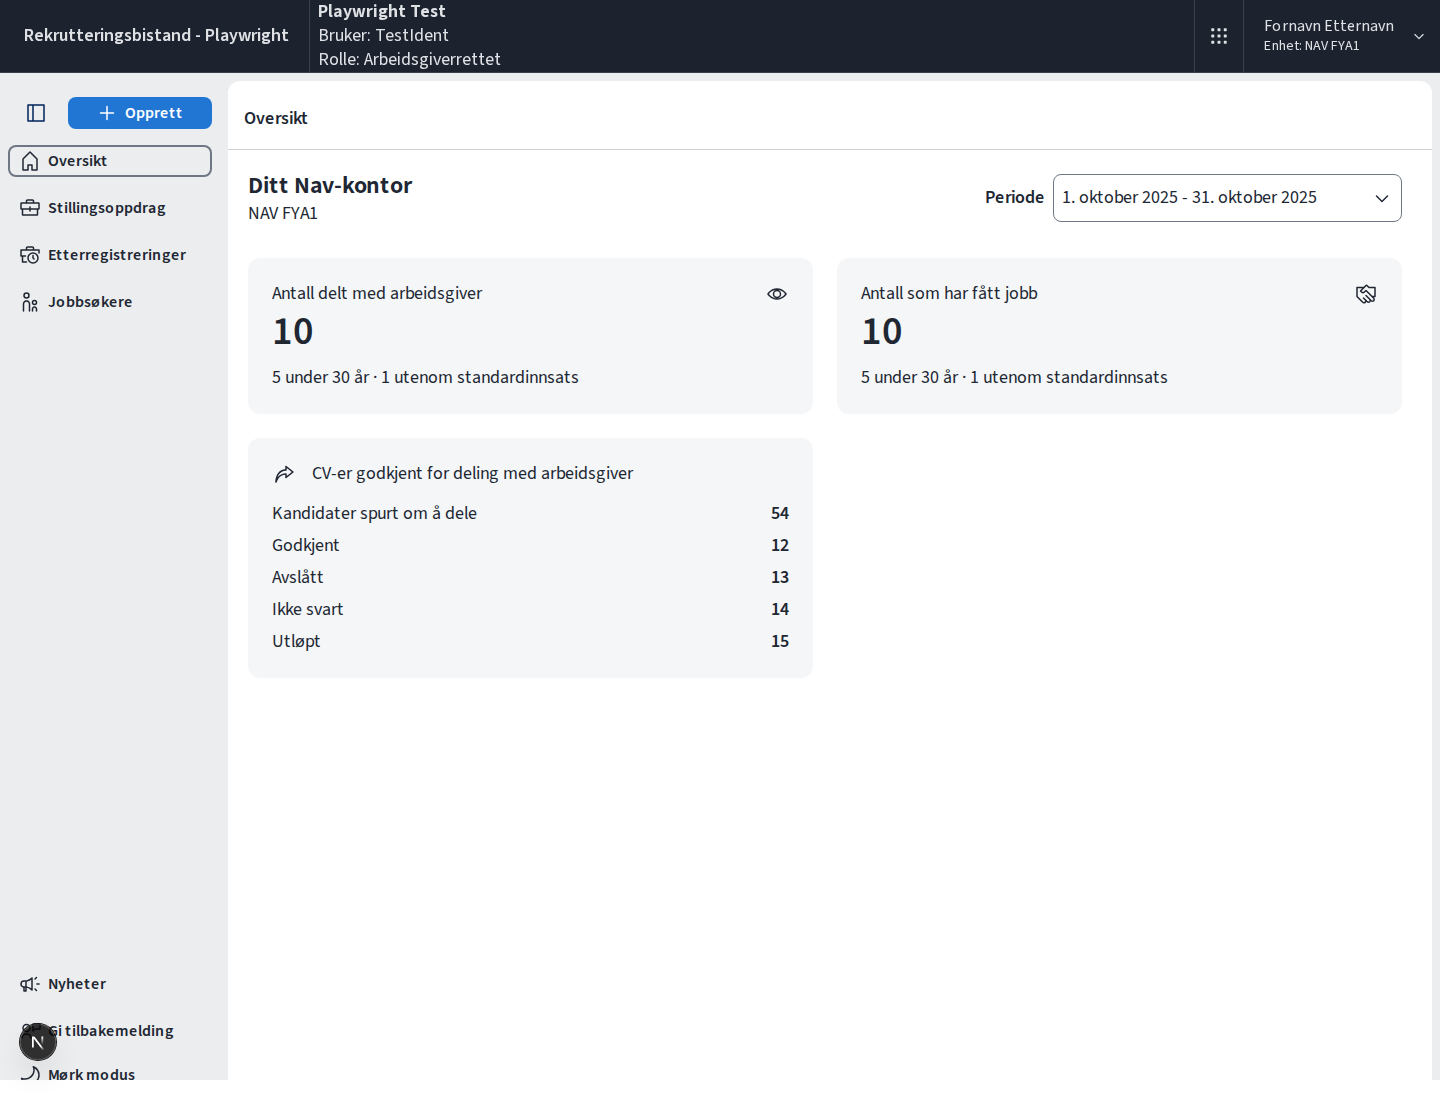 Rekrutteringsbistand - Playwright
Playwright Test
Bruker: TestIdent
Rolle: Arbeidsgiverrettet
Fornavn Etternavn
Enhet: NAV FYA1
Opprett
Oversikt
Stillingsoppdrag
Etterregistreringer
Jobbsøkere
Nyheter
Gi tilbakemelding
N
Mørk modus
Oversikt
Ditt Nav-kontor
NAV FYA1
Periode
1. oktober 2025 - 31. oktober 2025
Antall delt med arbeidsgiver
10
5 under 30 år · 1 utenom standardinnsats
Antall som har fått jobb
10
5 under 30 år · 1 utenom standardinnsats
CV-er godkjent for deling med arbeidsgiver
Kandidater spurt om å dele 54
Godkjent 12
Avslått 13
Ikke svart 14
Utløpt 15